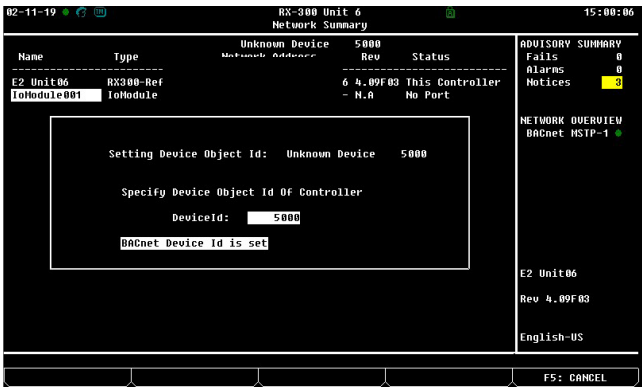 02-11-19 RX-300 Unit 6 15:00:06
Network Summary
Unknown Device 5000
Network Address Rev Status
Name Type
E2 Unit06 RX300-Ref 6 4.09F03 This Controller
IoModule001 IoModule - N.A No Port
Setting Device Object Id: Unknown Device 5000
Specify Device Object Id Of Controller
DeviceId: 5000
BACnet Device Id is set
ADVISORY SUMMARY
Fails 0
Alarms 0
Notices 3
NETWORK OVERVIEW
BACnet MSTP-1
E2 Unit06
Rev 4.09F03
English-US
F5: CANCEL